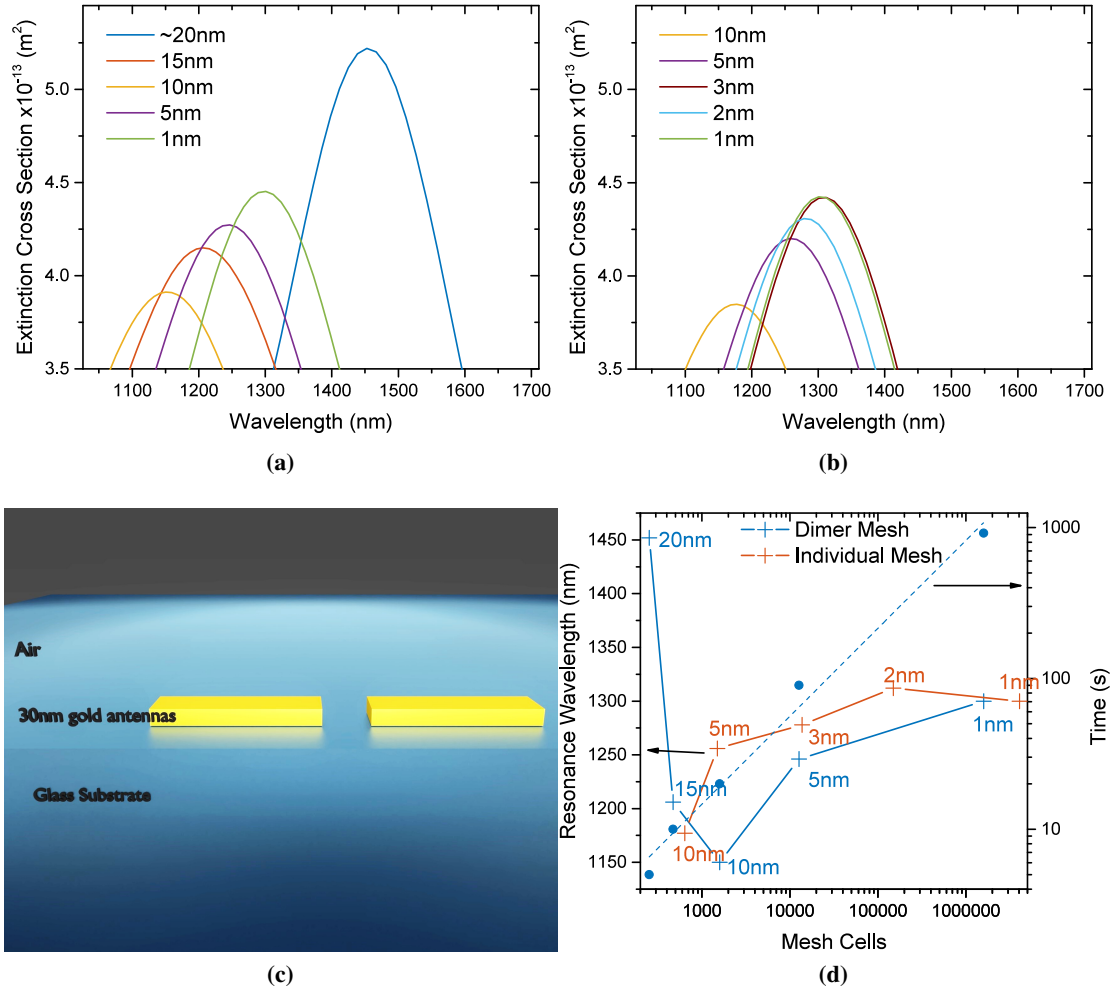 ~20nm
15nm
10nm
5nm
1nm
5.0
4.5
4.0
3.5
Extinction Cross Section x10⁻¹³ (m²)
1100 1200 1300 1400 1500 1600 1700
Wavelength (nm)
(a)
10nm
5nm
3nm
2nm
1nm
5.0
4.5
4.0
3.5
Extinction Cross Section x10⁻¹³ (m²)
1100 1200 1300 1400 1500 1600 1700
Wavelength (nm)
(b)
Air
30nm gold antennas
Glass Substrate
(c)
Dimer Mesh
Individual Mesh
1450
1400
1350
1300
1250
1200
1150
Resonance Wavelength (nm)
20nm
15nm
10nm
5nm
1nm
10nm
5nm
3nm
2nm
1nm
1000
100
10
Time (s)
1000 10000 100000 1000000
Mesh Cells
(d)